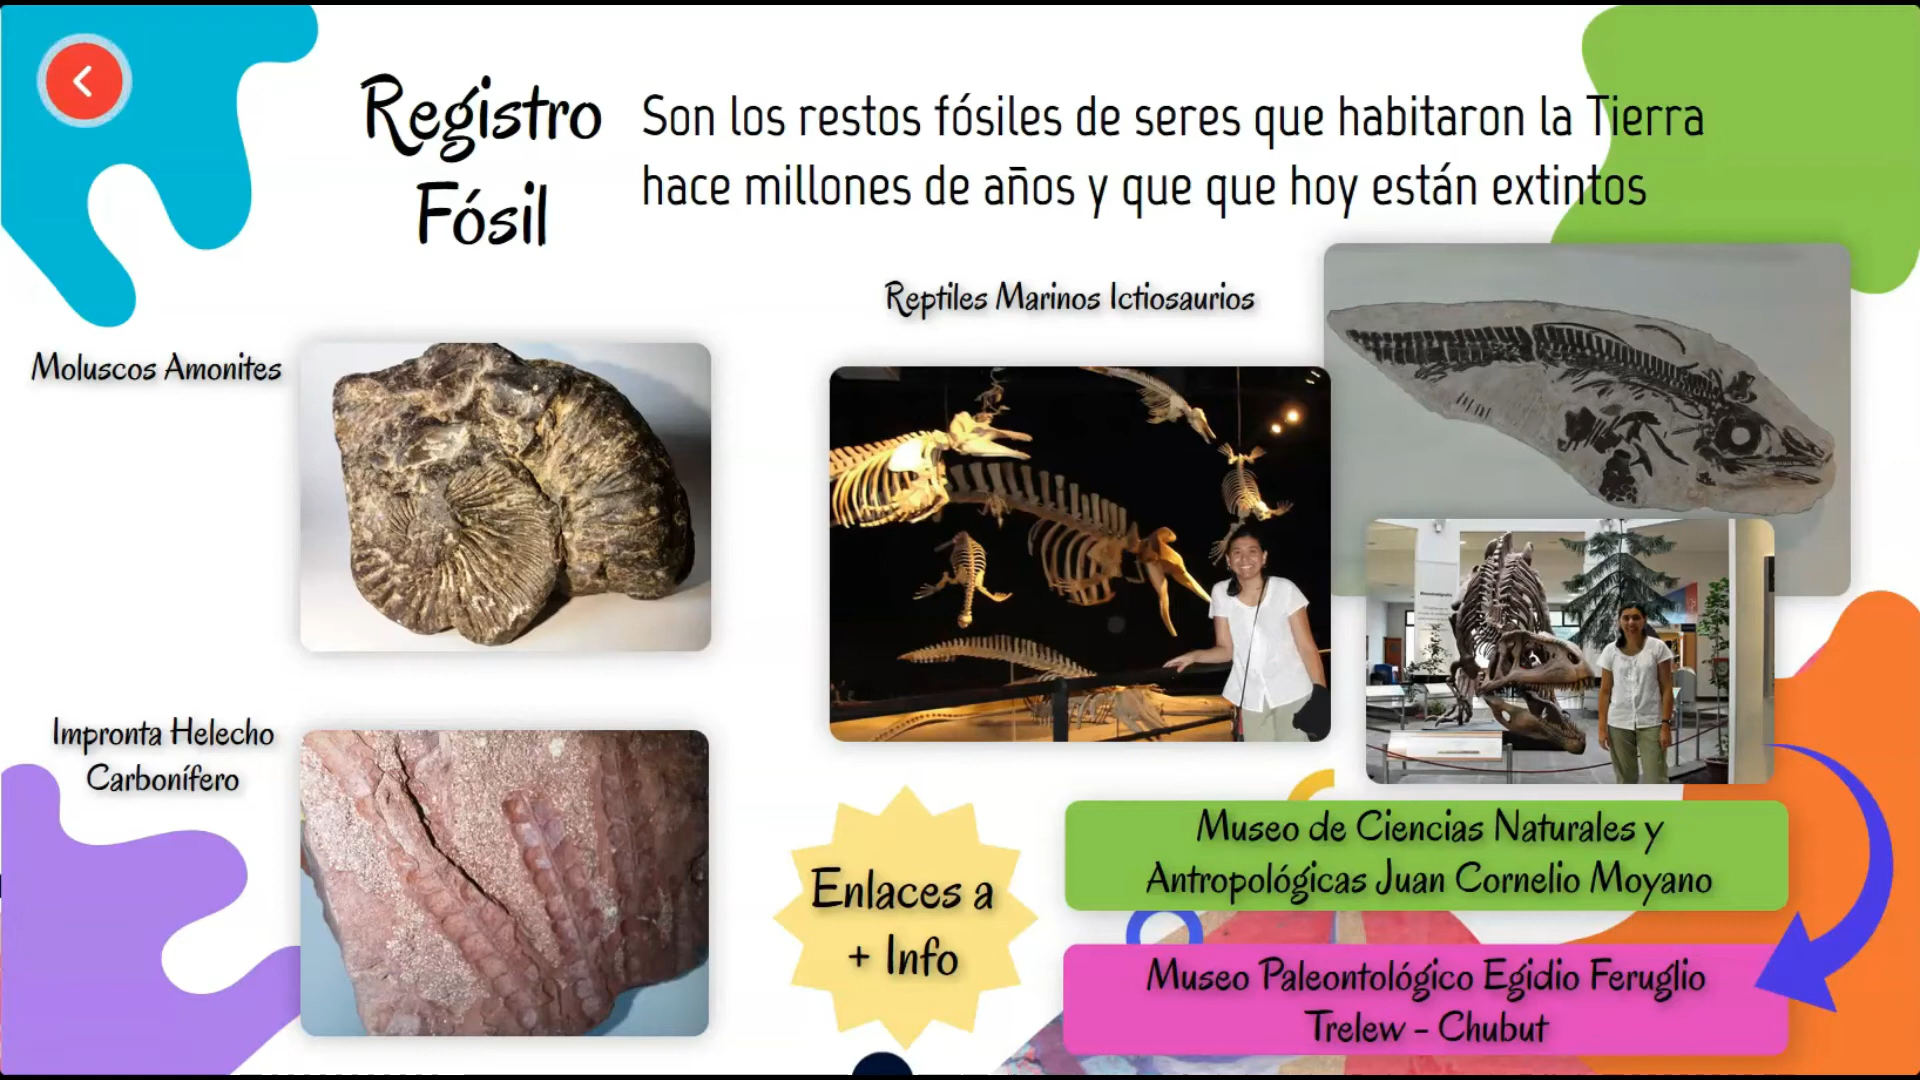 Registro
Fósil
Son los restos fósiles de seres que habitaron la Tierra
hace millones de años y que que hoy están extintos
Reptiles Marinos Ictiosaurios
Moluscos Amonites
Impronta Helecho
Carbonífero
Enlaces a
+ Info
Museo de Ciencias Naturales y
Antropológicas Juan Cornelio Moyano
Museo Paleontológico Egidio Feruglio
Trelew - Chubut